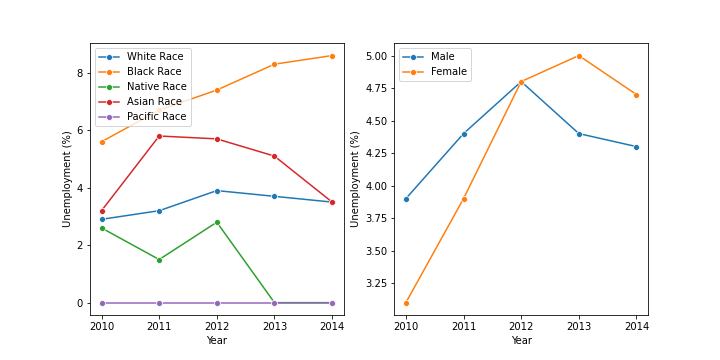 White Race
Black Race
Native Race
Asian Race
Pacific Race
8
6
4
2
0
Unemployment (%)
2010 2011 2012 2013 2014
Year
Male
Female
5.00
4.75
4.50
4.25
4.00
3.75
3.50
3.25
Unemployment (%)
2010 2011 2012 2013 2014
Year